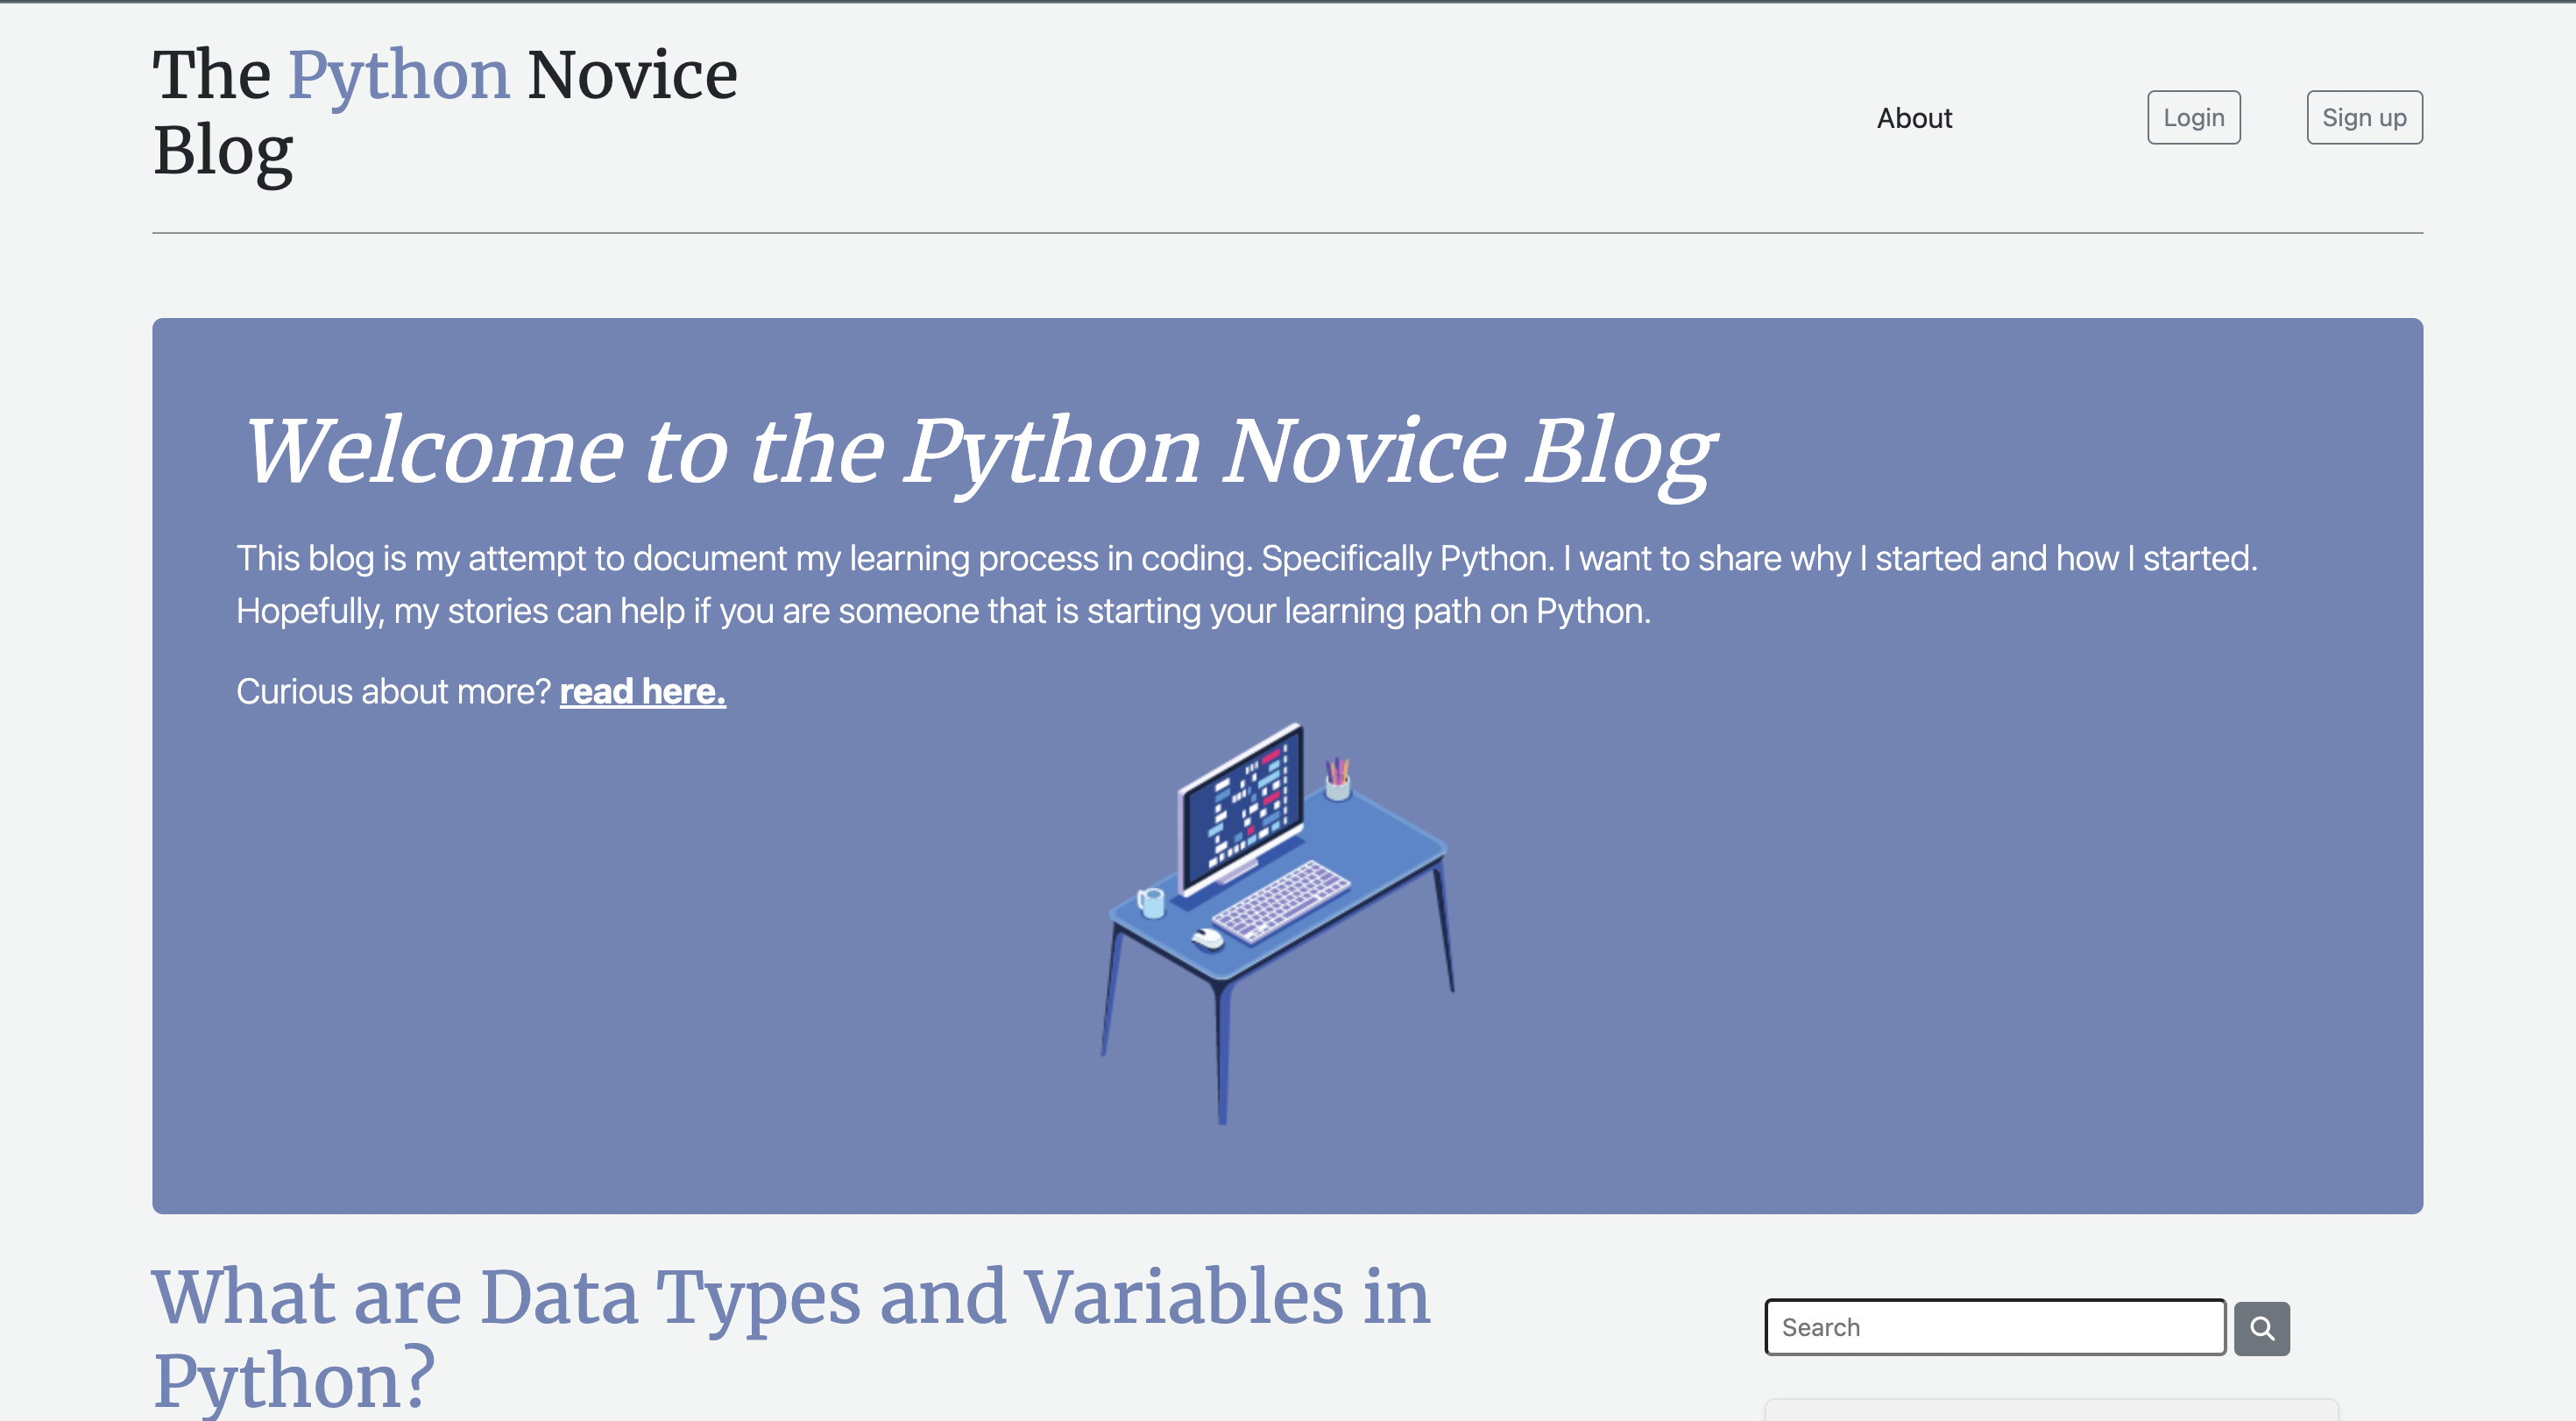 The Python Novice
Blog
About
Login
Sign up
Welcome to the Python Novice Blog
This blog is my attempt to document my learning process in coding. Specifically Python. I want to share why I started and how I started.
Hopefully, my stories can help if you are someone that is starting your learning path on Python.
Curious about more? read here.
What are Data Types and Variables in
Python?
Search